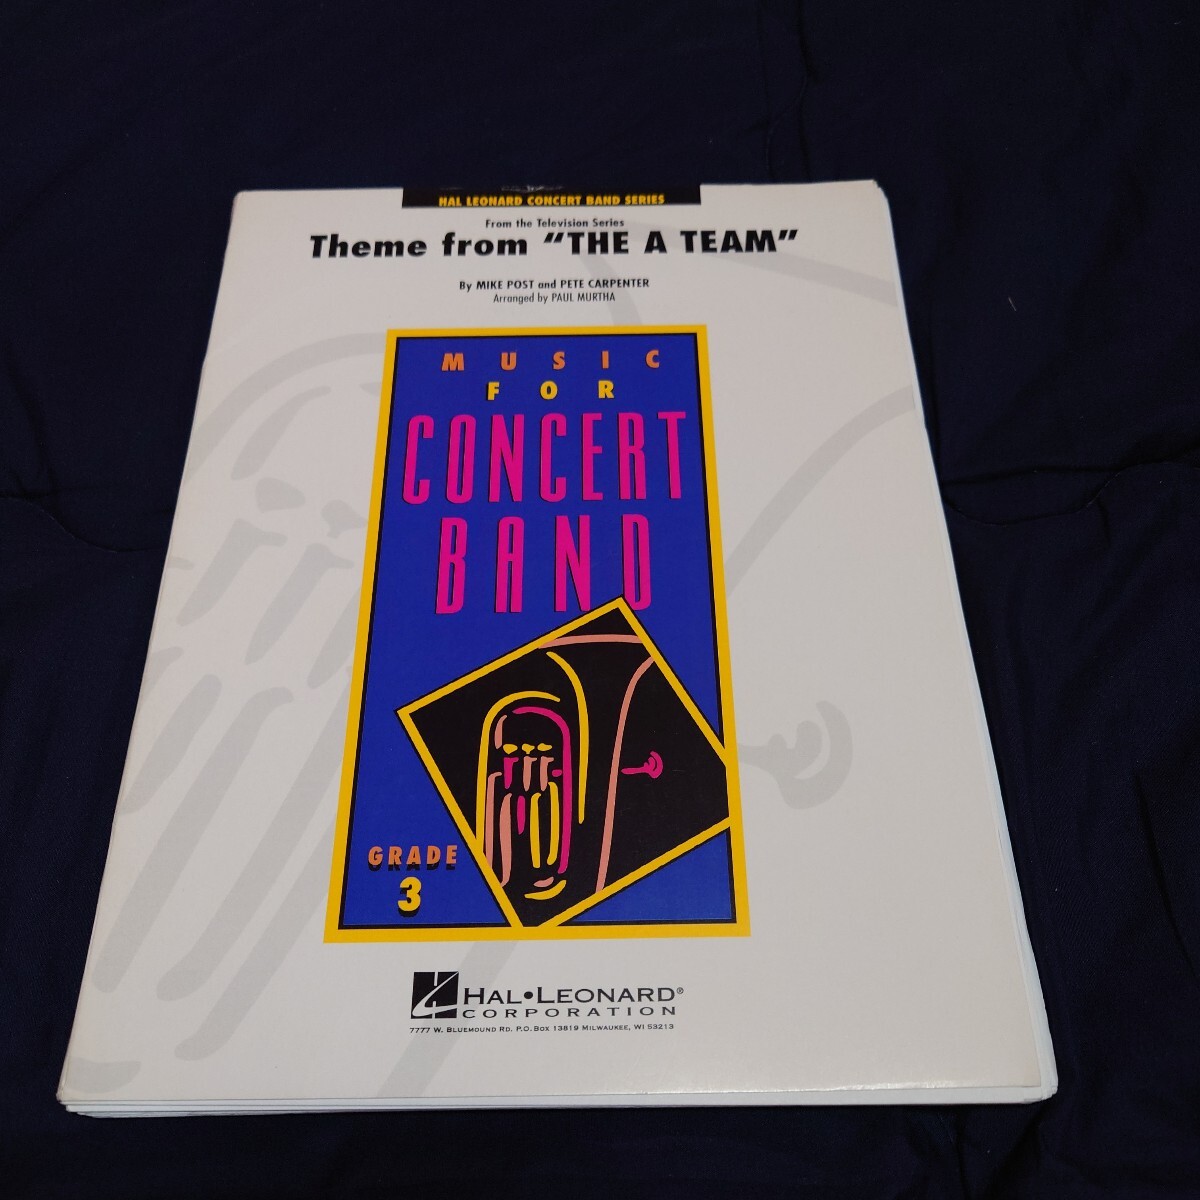 HAL LEONARD CONCERT BAND SERIES
From the Television Series
Theme from "THE A TEAM"
By MIKE POST and PETE CARPENTER
Arranged by PAUL MURTHA
MUSIC
FOR
CONCERT
BAND
GRADE
3
HAL•LEONARD®
CORPORATION
7777 W. BLUEMOUND RD. P.O. BOX 13819 MILWAUKEE, WI 53213